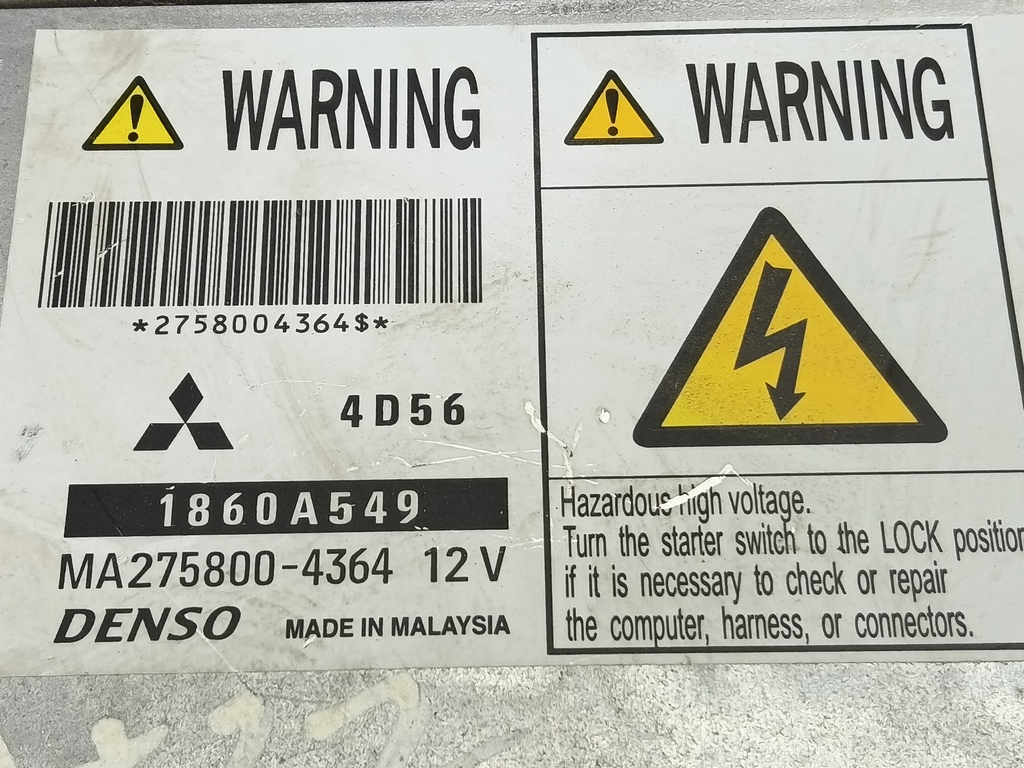 WARNING
*2758004364$*
4D56
1860A549
MA275800-4364 12V
DENSO MADE IN MALAYSIA
WARNING
Hazardous high voltage.
Turn the starter switch to the LOCK position
if it is necessary to check or repair
the computer, harness, or connectors.